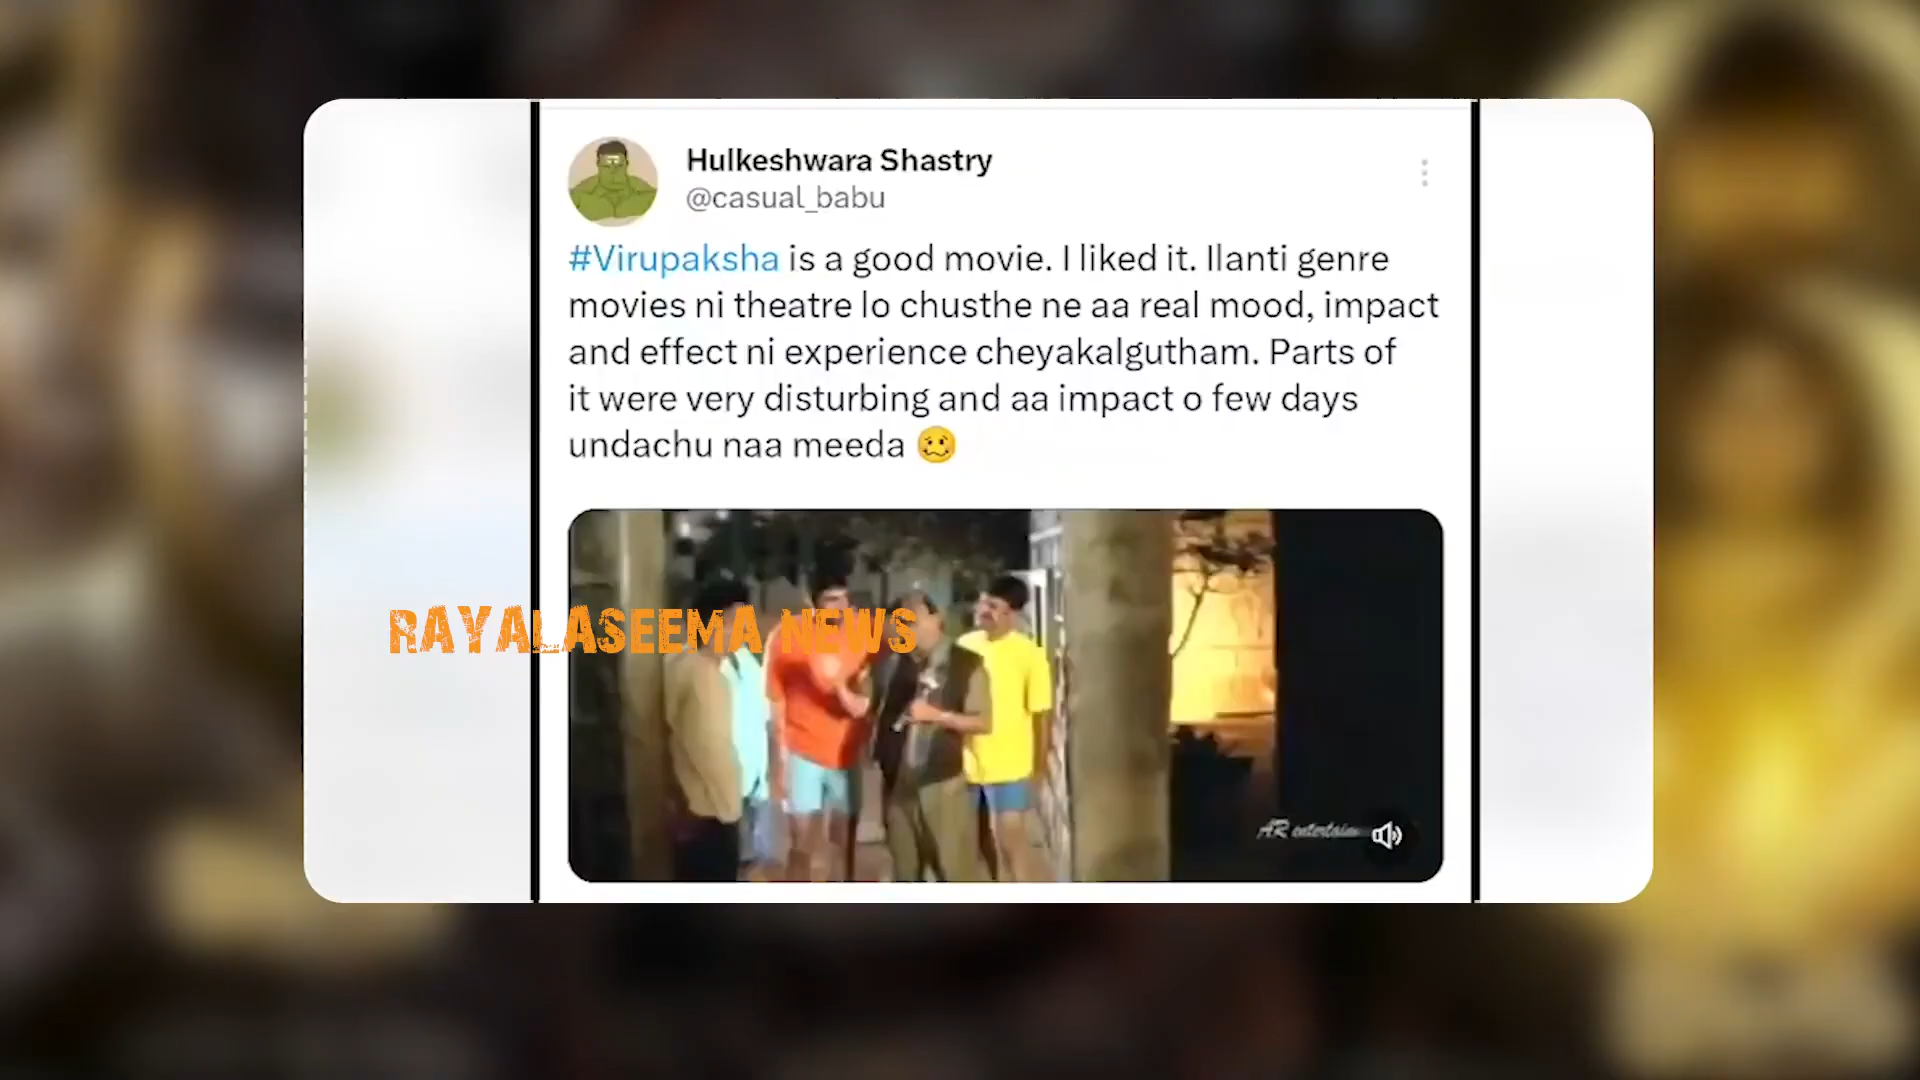 Hulkeshwara Shastry
@casual_babu
#Virupaksha is a good movie. I liked it. Ilanti genre
movies ni theatre lo chusthe ne aa real mood, impact
and effect ni experience cheyakalgutham. Parts of
it were very disturbing and aa impact o few days
undachu naa meeda 🥴
RAYALASEEMA NEWS
AR entertain